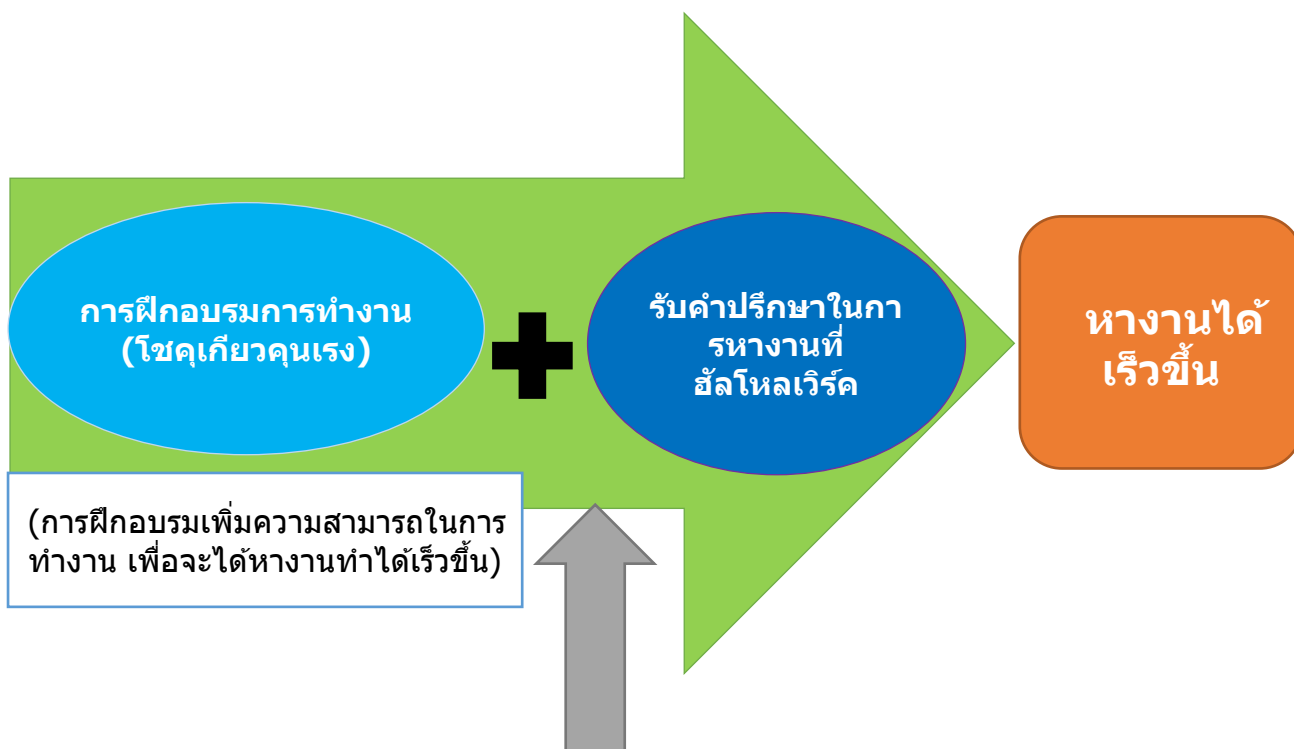 การฝึกอบรมการทำงาน
(โชคุเกียวคุนเรง)
รับคำปรึกษาในกา
รหางานที่
ฮัลโหลเวิร์ค
หางานได้
เร็วขึ้น
(การฝึกอบรมเพิ่มความสามารถในการ
ทำงาน เพื่อจะได้หางานทำได้เร็วขึ้น)